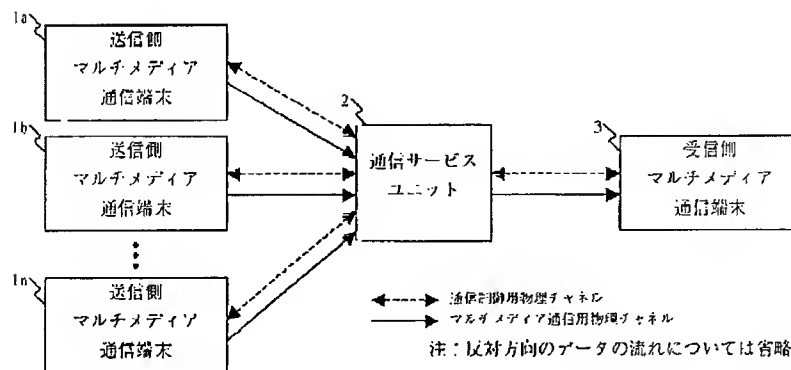 1a
送信側
マルチメディア
通信端末
1b
送信側
マルチメディア
通信端末
1n
送信側
マルチメディア
通信端末
2
通信サービス
ユニット
3
受信側
マルチメディア
通信端末
通信制御用物理チャネル
マルチメディア通信用物理チャネル
注：反対方向のデータの流れについては省略